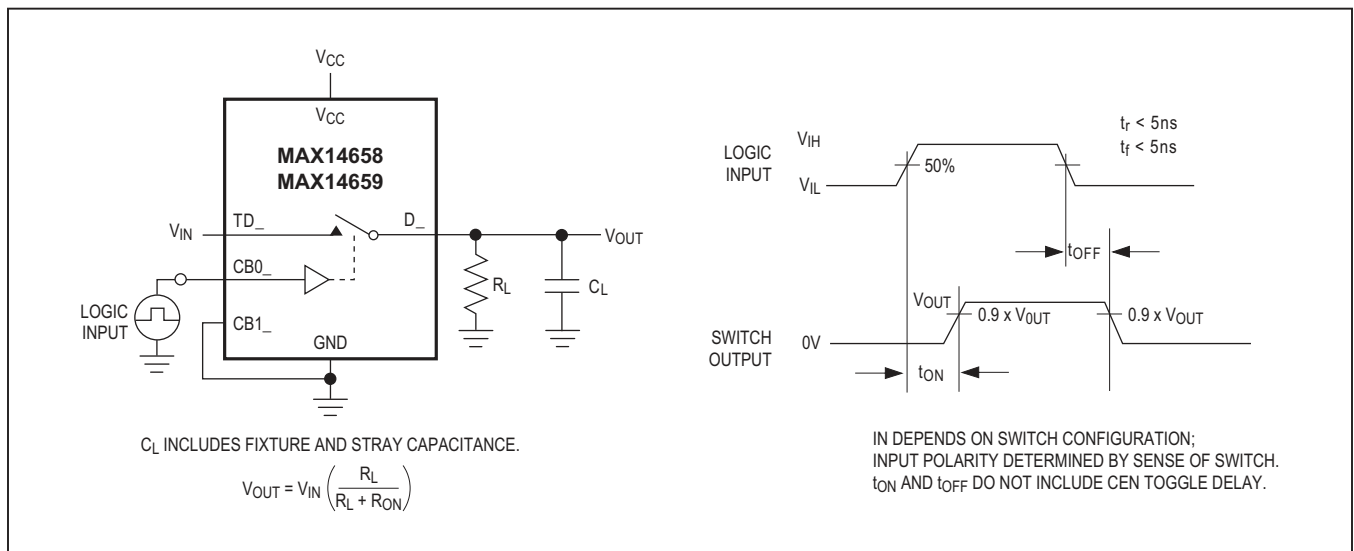 VCC
VCC
MAX14658
MAX14659
VIN
TD_
D_
VOUT
CB0_
RL
CL
LOGIC
INPUT
CB1_
GND
CL INCLUDES FIXTURE AND STRAY CAPACITANCE.
VOUT = VIN ( RL / RL + RON )
LOGIC
INPUT
VIH
VIL
50%
tr < 5ns
tf < 5ns
tOFF
SWITCH
OUTPUT
VOUT
0V
0.9 x V0UT
0.9 x VOUT
tON
IN DEPENDS ON SWITCH CONFIGURATION;
INPUT POLARITY DETERMINED BY SENSE OF SWITCH.
tON AND tOFF DO NOT INCLUDE CEN TOGGLE DELAY.